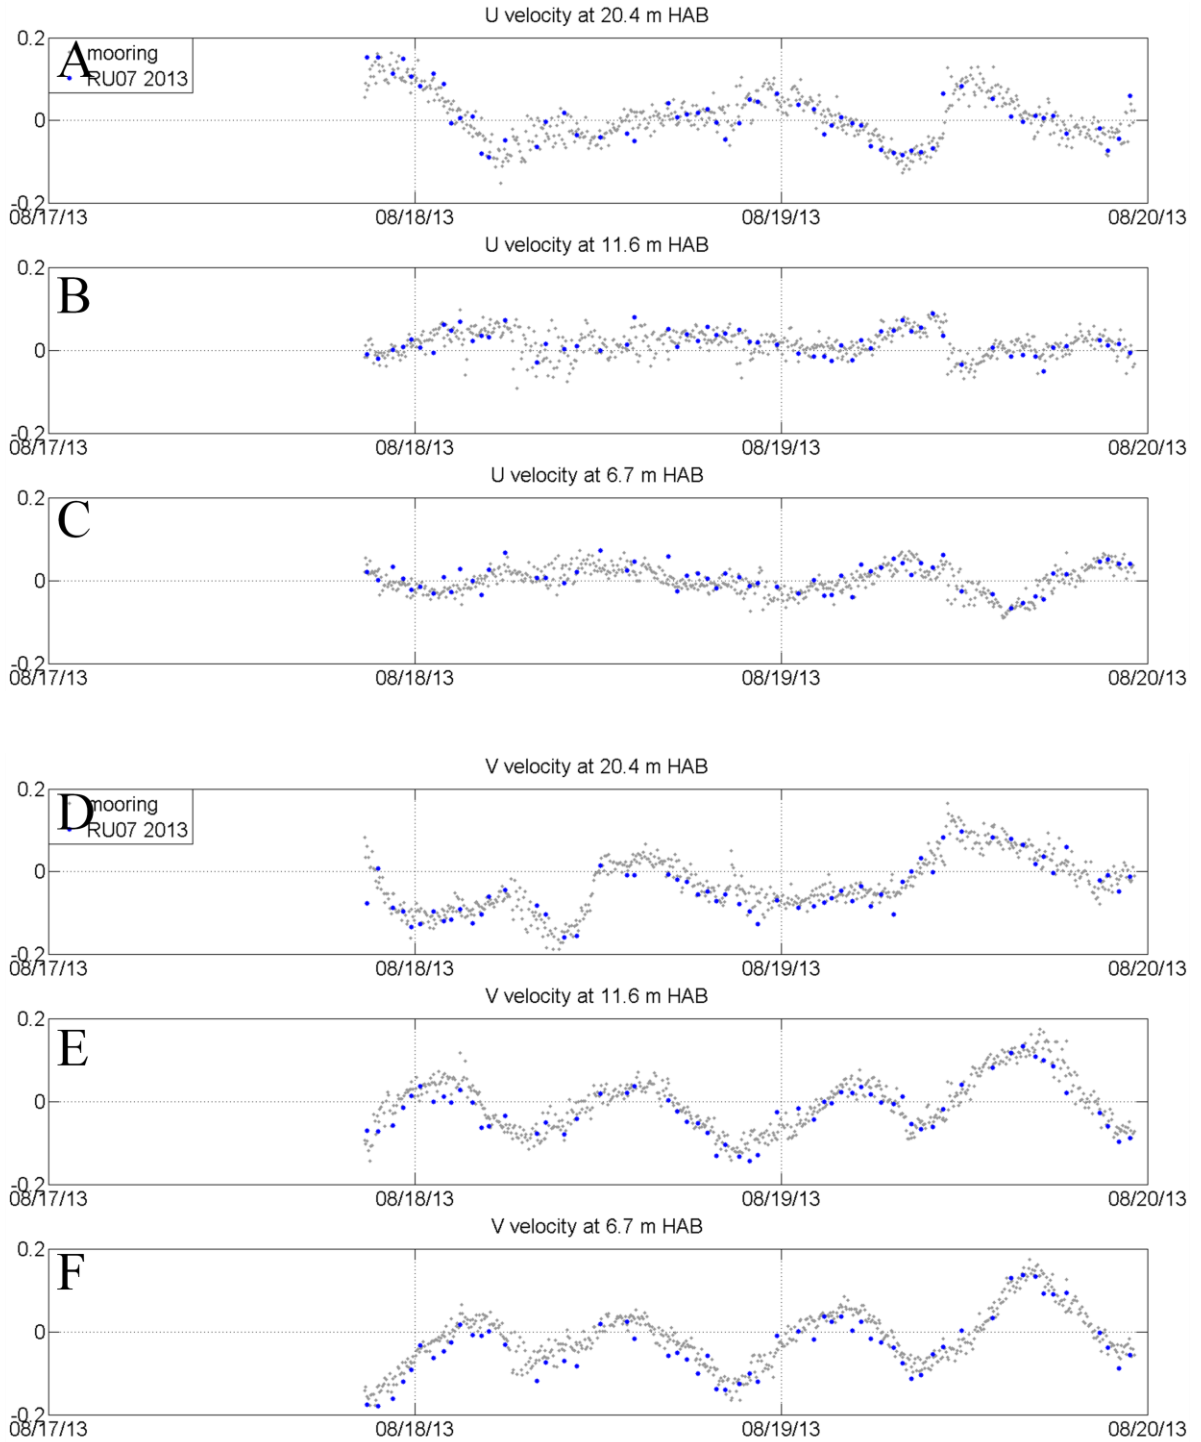 U velocity at 20.4 m HAB
A
0.2
mooring
RU07 2013
0
-0.2
08/17/13 08/18/13 08/19/13 08/20/13
U velocity at 11.6 m HAB
B
0.2
0
-0.2
08/17/13 08/18/13 08/19/13 08/20/13
U velocity at 6.7 m HAB
C
0.2
0
-0.2
08/17/13 08/18/13 08/19/13 08/20/13
V velocity at 20.4 m HAB
D
0.2
mooring
RU07 2013
0
-0.2
08/17/13 08/18/13 08/19/13 08/20/13
V velocity at 11.6 m HAB
E
0.2
0
-0.2
08/17/13 08/18/13 08/19/13 08/20/13
V velocity at 6.7 m HAB
F
0.2
0
-0.2
08/17/13 08/18/13 08/19/13 08/20/13